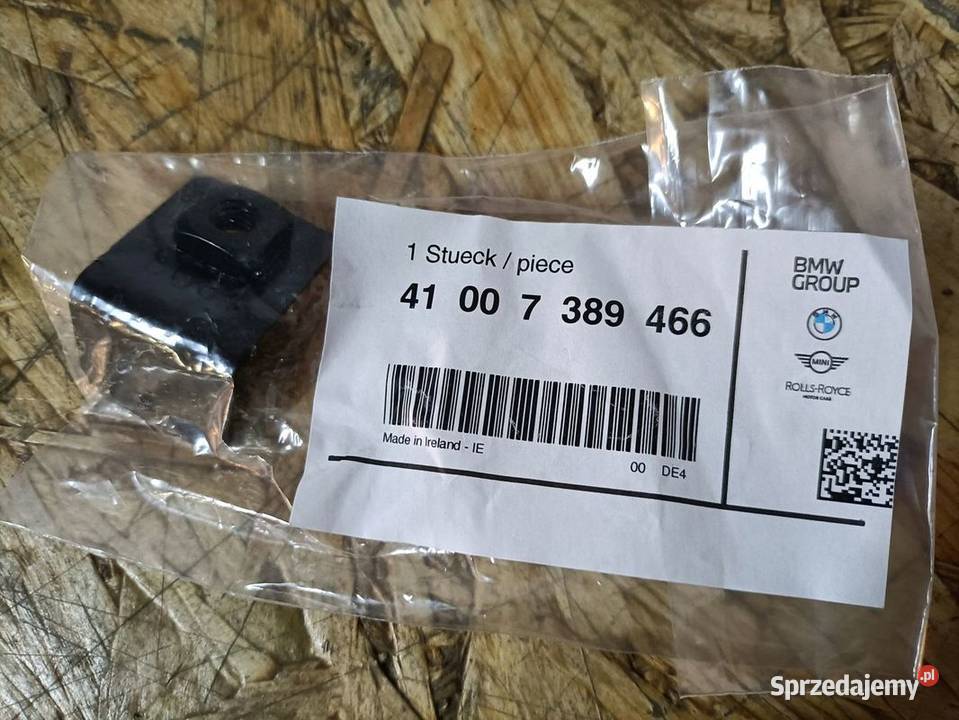 1 Stueck / piece
41 00 7 389 466
Made in Ireland - IE
00 DE4
BMW
GROUP
BMW
MINI
ROLLS-ROYCE
MOTOR CARS
Sprzedajemy.pl